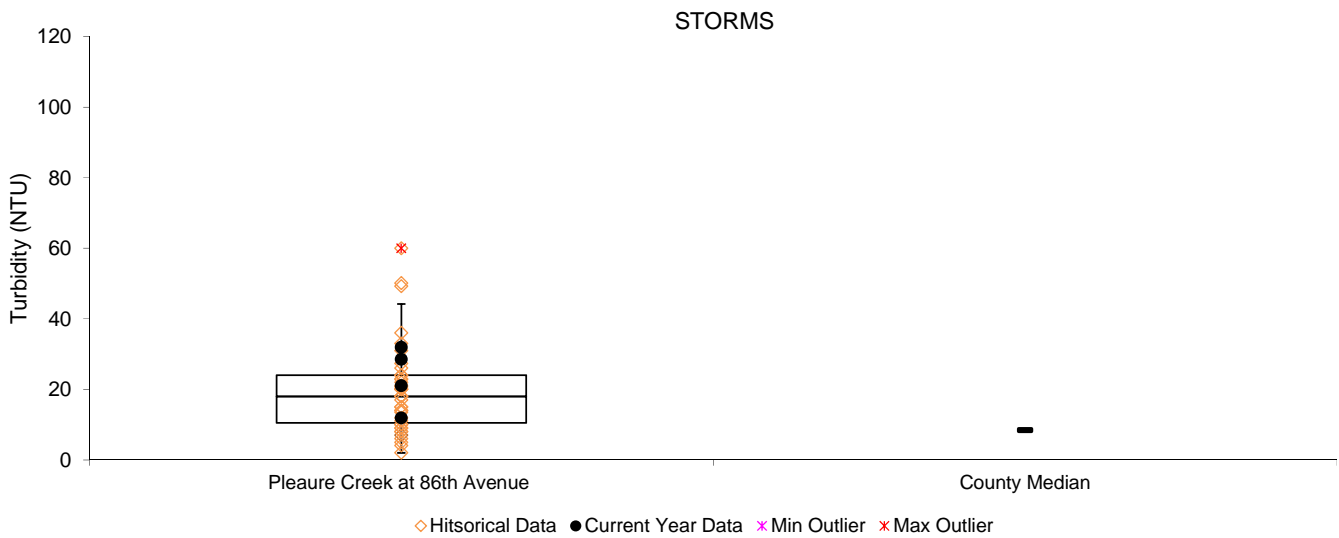 STORMS
120
100
80
60
40
20
0
Turbidity (NTU)
Pleaure Creek at 86th Avenue
County Median
Hitsorical Data Current Year Data Min Outlier Max Outlier